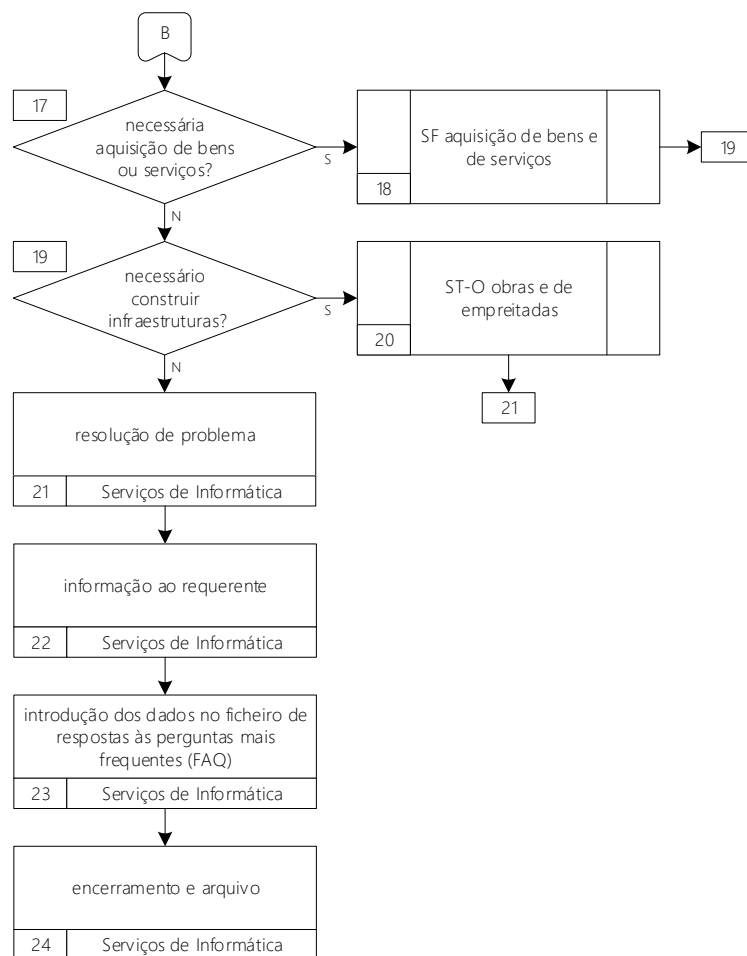 B
17
necessária
aquisição de bens
ou serviços?
S
SF aquisição de bens e
de serviços
18
19
N
19
necessário
construir
infraestruturas?
S
ST-O obras e de
empreitadas
20
21
N
resolução de problema
21
Serviços de Informática
informação ao requerente
22
Serviços de Informática
introdução dos dados no ficheiro de
respostas às perguntas mais
frequentes (FAQ)
23
Serviços de Informática
encerramento e arquivo
24
Serviços de Informática